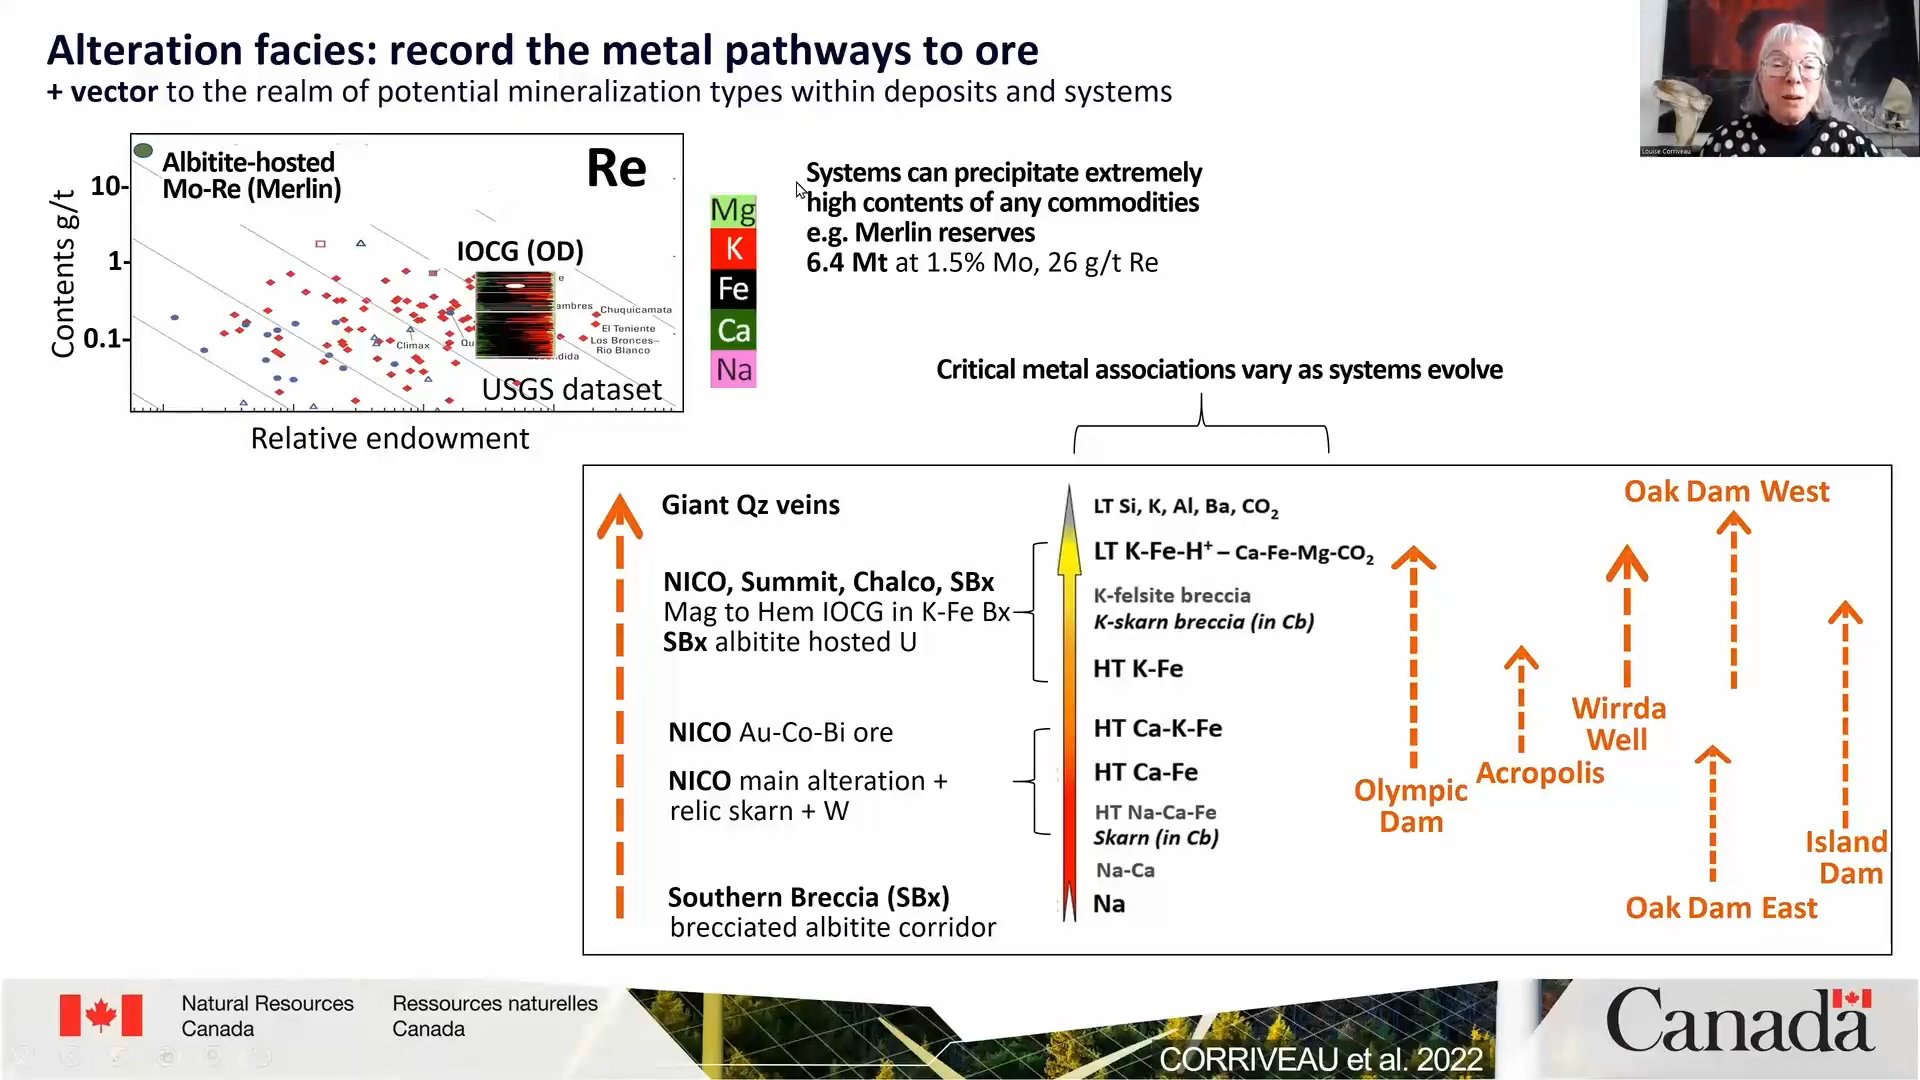 Alteration facies: record the metal pathways to ore
+ vector to the realm of potential mineralization types within deposits and systems
Louise Corriveau
Albitite-hosted
Mo-Re (Merlin)
Re
Contents g/t
10-
1-
0.1-
IOCG (OD)
Chuquicamata
El Teniente
Los Bronces–
Rio Blanco
Climax
USGS dataset
Relative endowment
Mg
K
Fe
Ca
Na
Systems can precipitate extremely
high contents of any commodities
e.g. Merlin reserves
6.4 Mt at 1.5% Mo, 26 g/t Re
Critical metal associations vary as systems evolve
Giant Qz veins
NICO, Summit, Chalco, SBx
Mag to Hem IOCG in K-Fe Bx
SBx albitite hosted U
NICO Au-Co-Bi ore
NICO main alteration +
relic skarn + W
Southern Breccia (SBx)
brecciated albitite corridor
LT Si, K, Al, Ba, CO₂
LT K-Fe-H⁺ – Ca-Fe-Mg-CO₂
K-felsite breccia
K-skarn breccia (in Cb)
HT K-Fe
HT Ca-K-Fe
HT Ca-Fe
HT Na-Ca-Fe
Skarn (in Cb)
Na-Ca
Na
Olympic
Dam
Acropolis
Wirrda
Well
Oak Dam West
Oak Dam East
Island
Dam
Natural Resources
Canada
Ressources naturelles
Canada
CORRIVEAU et al. 2022
Canada